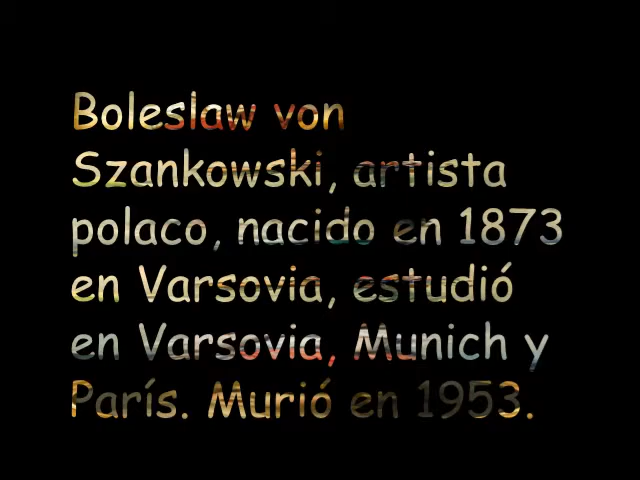 Boleslaw von
Szankowski, artista
polaco, nacido en 1873
en Varsovia, estudió
en Varsovia, Munich y
París. Murió en 1953.